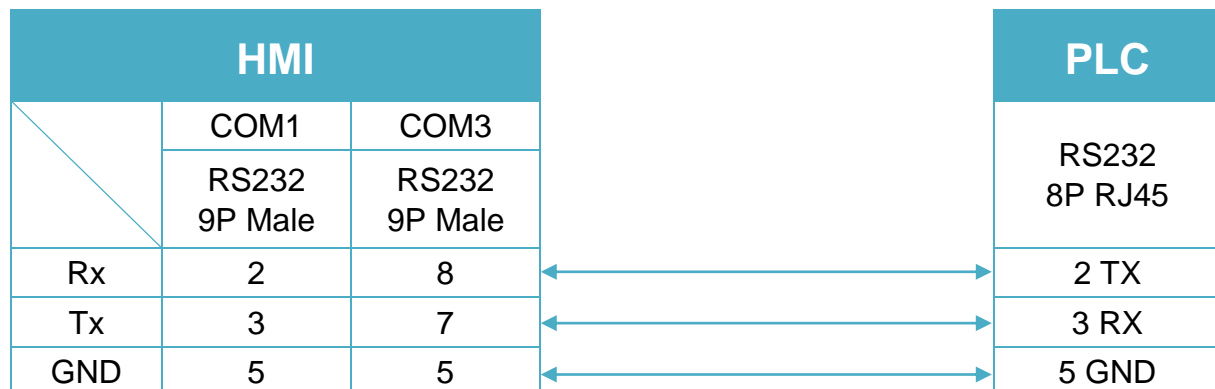 HMI PLC
COM1 COM3
RS232 RS232 RS232
9P Male 9P Male 8P RJ45
Rx 2 8 2 TX
Tx 3 7 3 RX
GND 5 5 5 GND